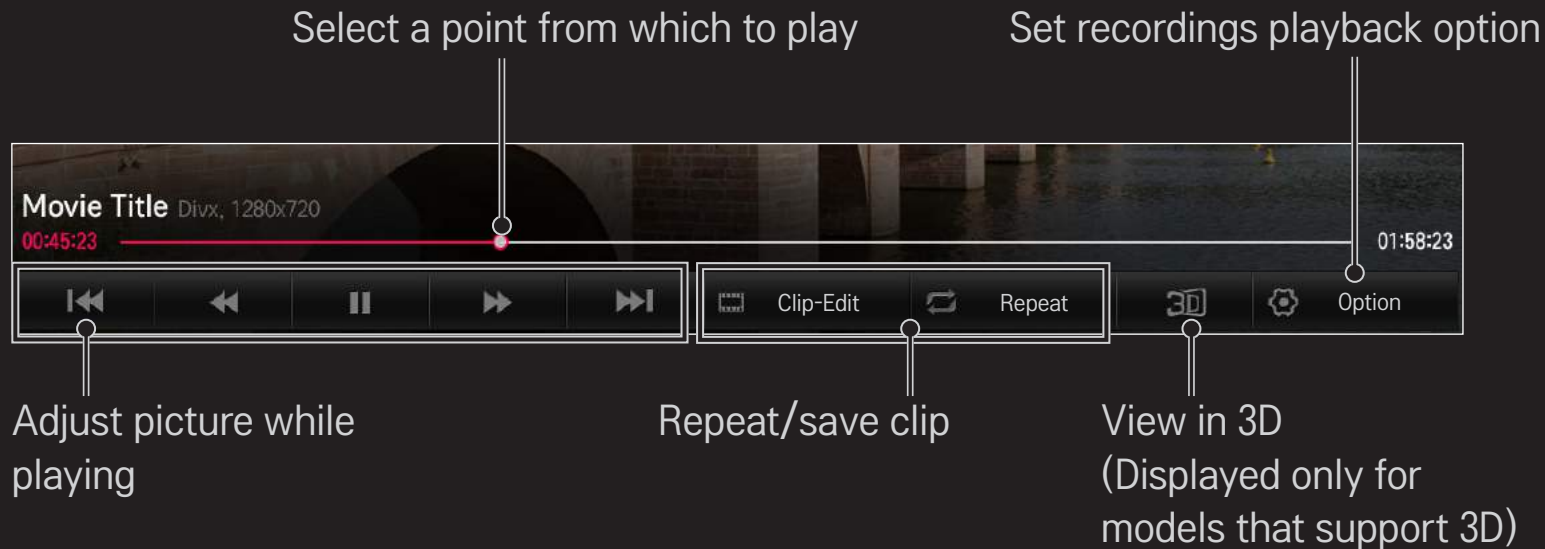 Select a point from which to play
Set recordings playback option
Movie Title Divx, 1280x720
00:45:23
01:58:23
Clip-Edit
Repeat
3D
Option
Adjust picture while
playing
Repeat/save clip
View in 3D
(Displayed only for
models that support 3D)